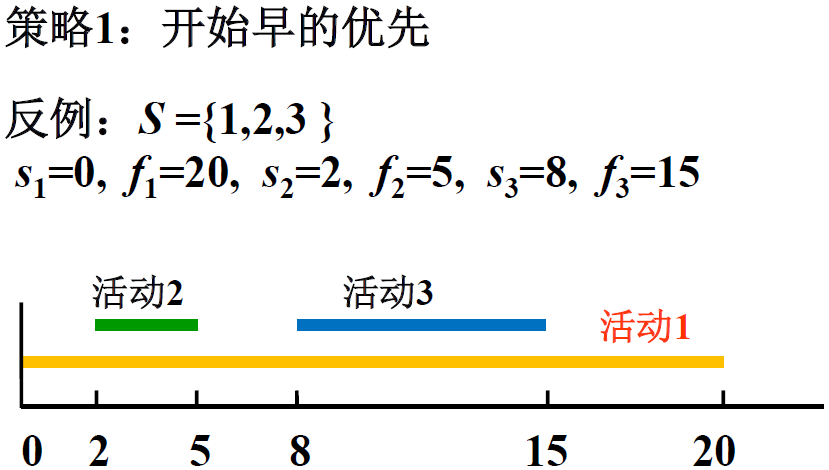 策略1：开始早的优先
反例：S ={1,2,3 }
s1=0, f1=20, s2=2, f2=5, s3=8, f3=15
活动2 活动3
活动1
0 2 5 8 15 20